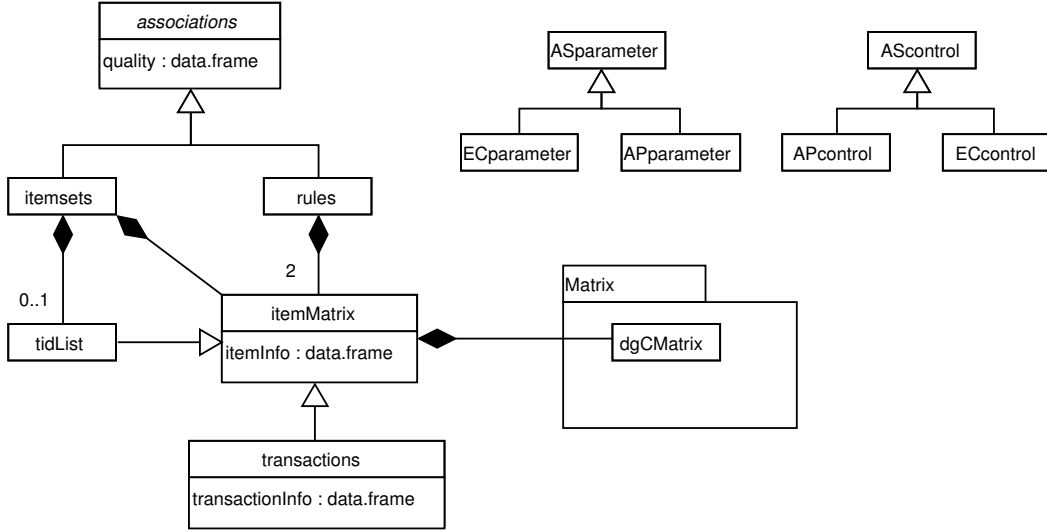 associations
quality : data.frame
ASparameter
AScontrol
ECparameter
APparameter
APcontrol
ECcontrol
itemsets
rules
2
0..1
Matrix
itemMatrix
tidList
itemInfo : data.frame
dgCMatrix
transactions
transactionInfo : data.frame